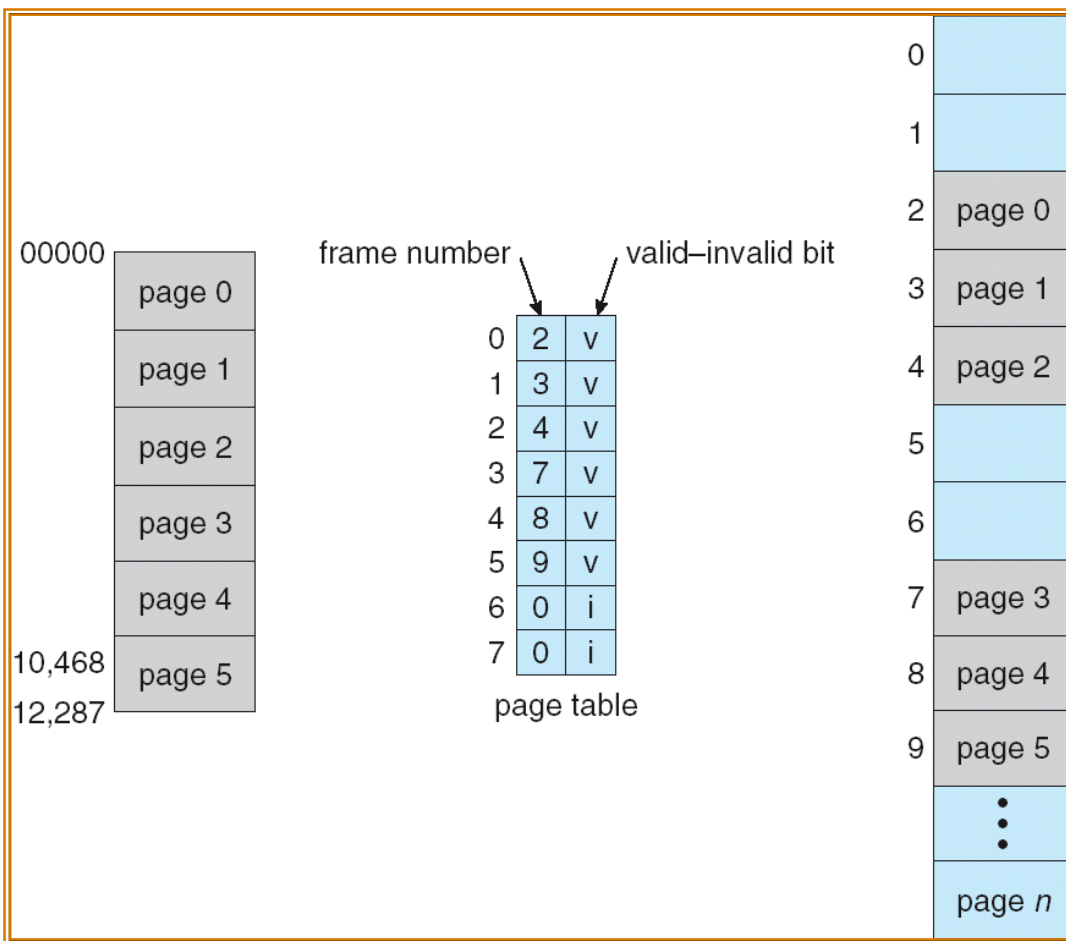 00000
page 0
page 1
page 2
page 3
page 4
10,468
page 5
12,287
frame number
valid–invalid bit
0 2 v
1 3 v
2 4 v
3 7 v
4 8 v
5 9 v
6 0 i
7 0 i
page table
0
1
2 page 0
3 page 1
4 page 2
5
6
7 page 3
8 page 4
9 page 5
page n